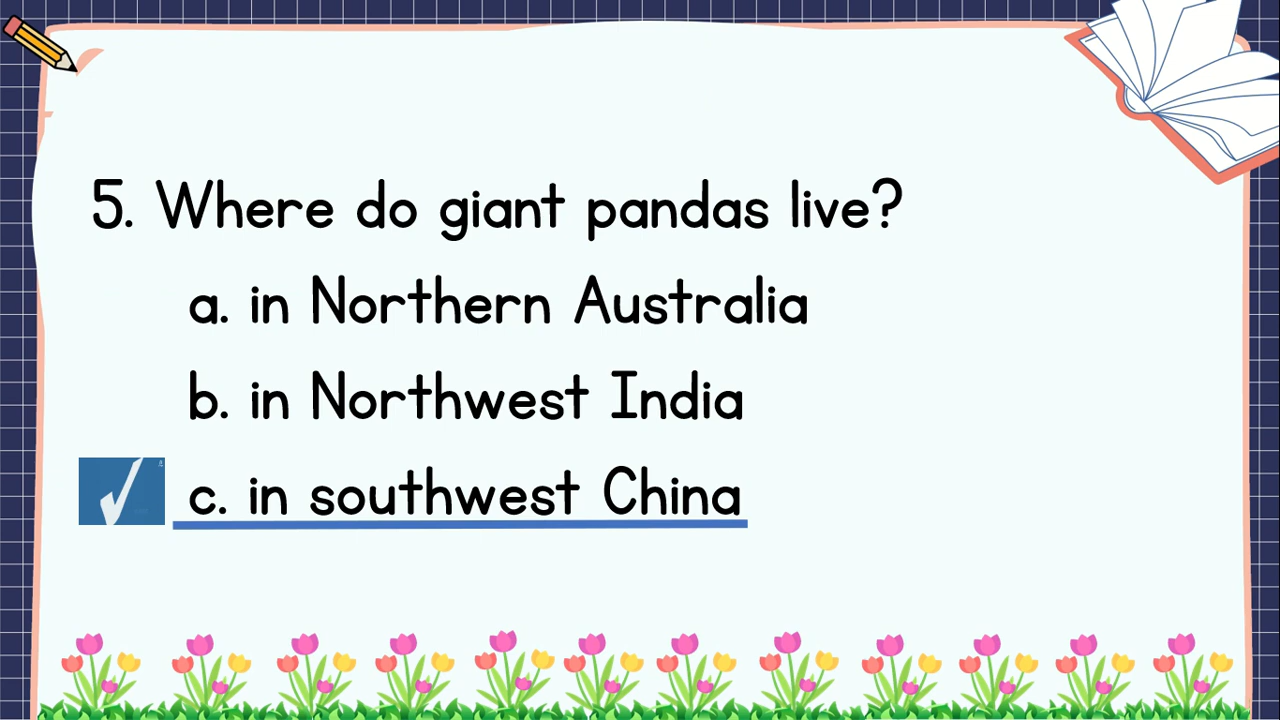 5. Where do giant pandas live?
a. in Northern Australia
b. in Northwest India
c. in southwest China